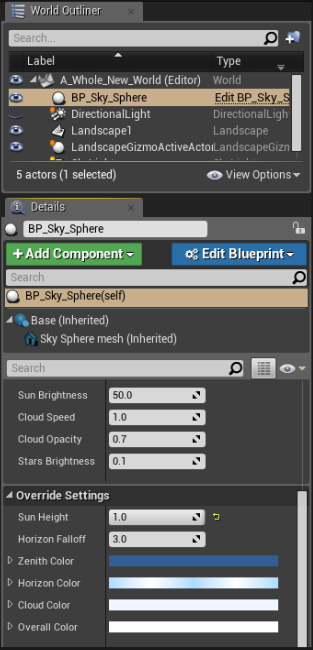 World Outliner
Search...
Label Type
A_Whole_New_World (Editor) World
BP_Sky_Sphere Edit BP_Sky_S
DirectionalLight DirectionalLigh
Landscape1 Landscape
LandscapeGizmoActiveActor LandscapeGizn
5 actors (1 selected) View Options
Details
BP_Sky_Sphere
+Add Component Edit Blueprint
Search
BP_Sky_Sphere(self)
Base (Inherited)
Sky Sphere mesh (Inherited)
Search
Sun Brightness 50.0
Cloud Speed 1.0
Cloud Opacity 0.7
Stars Brightness 0.1
Override Settings
Sun Height 1.0
Horizon Falloff 3.0
Zenith Color
Horizon Color
Cloud Color
Overall Color